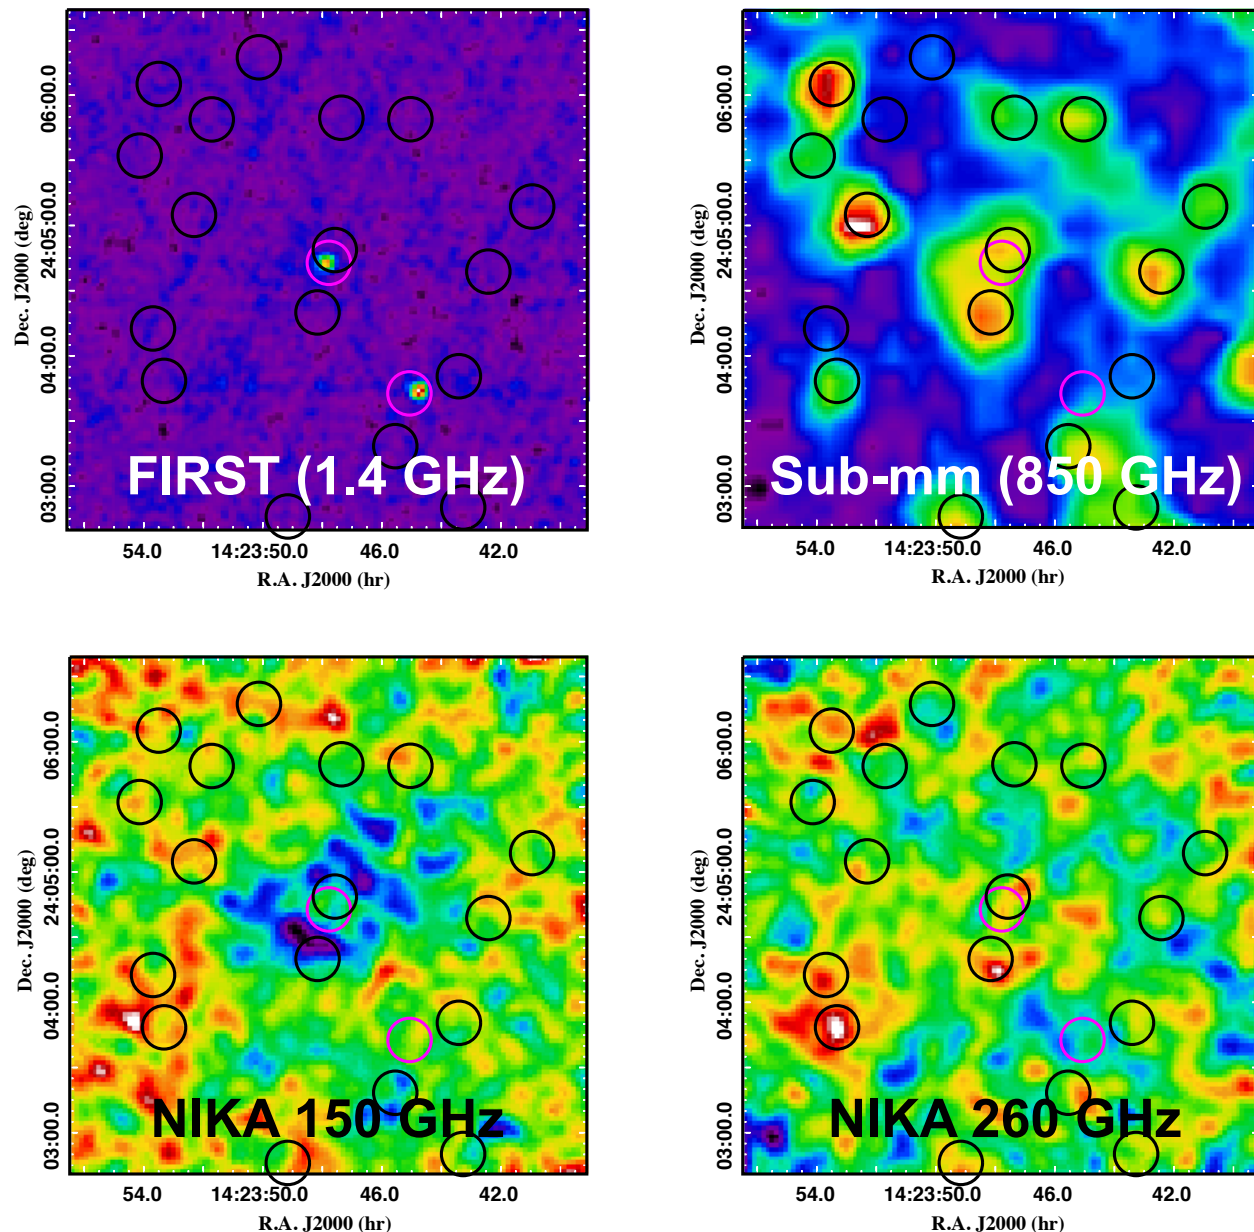 06:00.0
24:05:00.0
04:00.0
03:00.0
Dec. J2000 (deg)
FIRST (1.4 GHz)
54.0 14:23:50.0 46.0 42.0
R.A. J2000 (hr)
06:00.0
24:05:00.0
04:00.0
03:00.0
Dec. J2000 (deg)
Sub-mm (850 GHz)
54.0 14:23:50.0 46.0 42.0
R.A. J2000 (hr)
06:00.0
24:05:00.0
04:00.0
03:00.0
Dec. J2000 (deg)
NIKA 150 GHz
54.0 14:23:50.0 46.0 42.0
R.A. J2000 (hr)
06:00.0
24:05:00.0
04:00.0
03:00.0
Dec. J2000 (deg)
NIKA 260 GHz
54.0 14:23:50.0 46.0 42.0
R.A. J2000 (hr)